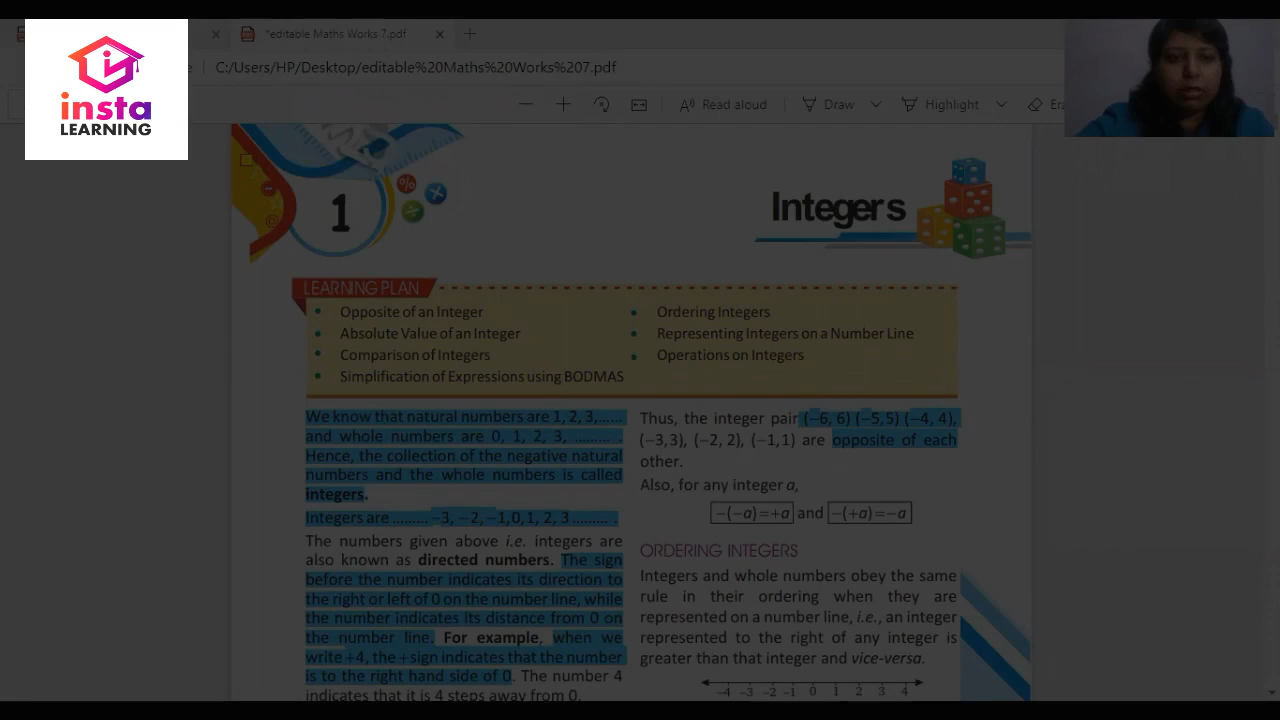 *editable Maths Works 7.pdf
C:/Users/HP/Desktop/editable%20Maths%20Works%207.pdf
Read aloud
Draw
Highlight
insta
LEARNING
1
Integers
LEARNING PLAN
• Opposite of an Integer
• Absolute Value of an Integer
• Comparison of Integers
• Simplification of Expressions using BODMAS
• Ordering Integers
• Representing Integers on a Number Line
• Operations on Integers
We know that natural numbers are 1, 2, 3,......
and whole numbers are 0, 1, 2, 3, ......... .
Hence, the collection of the negative natural
numbers and the whole numbers is called
integers.
Integers are ......... −3, −2, −1,0, 1, 2, 3 ......... .
The numbers given above i.e. integers are
also known as directed numbers. The sign
before the number indicates its direction to
the right or left of 0 on the number line, while
the number indicates its distance from 0 on
the number line. For example, when we
write +4, the +sign indicates that the number
is to the right hand side of 0. The number 4
indicates that it is 4 steps away from 0.
Thus, the integer pair (−6, 6) (−5,5) (−4, 4),
(−3,3), (−2, 2), (−1,1) are opposite of each
other.
Also, for any integer a,
−(−a)=+a and −(+a)=−a
ORDERING INTEGERS
Integers and whole numbers obey the same
rule in their ordering when they are
represented on a number line, i.e., an integer
represented to the right of any integer is
greater than that integer and vice-versa.
−4 −3 −2 −1 0 1 2 3 4